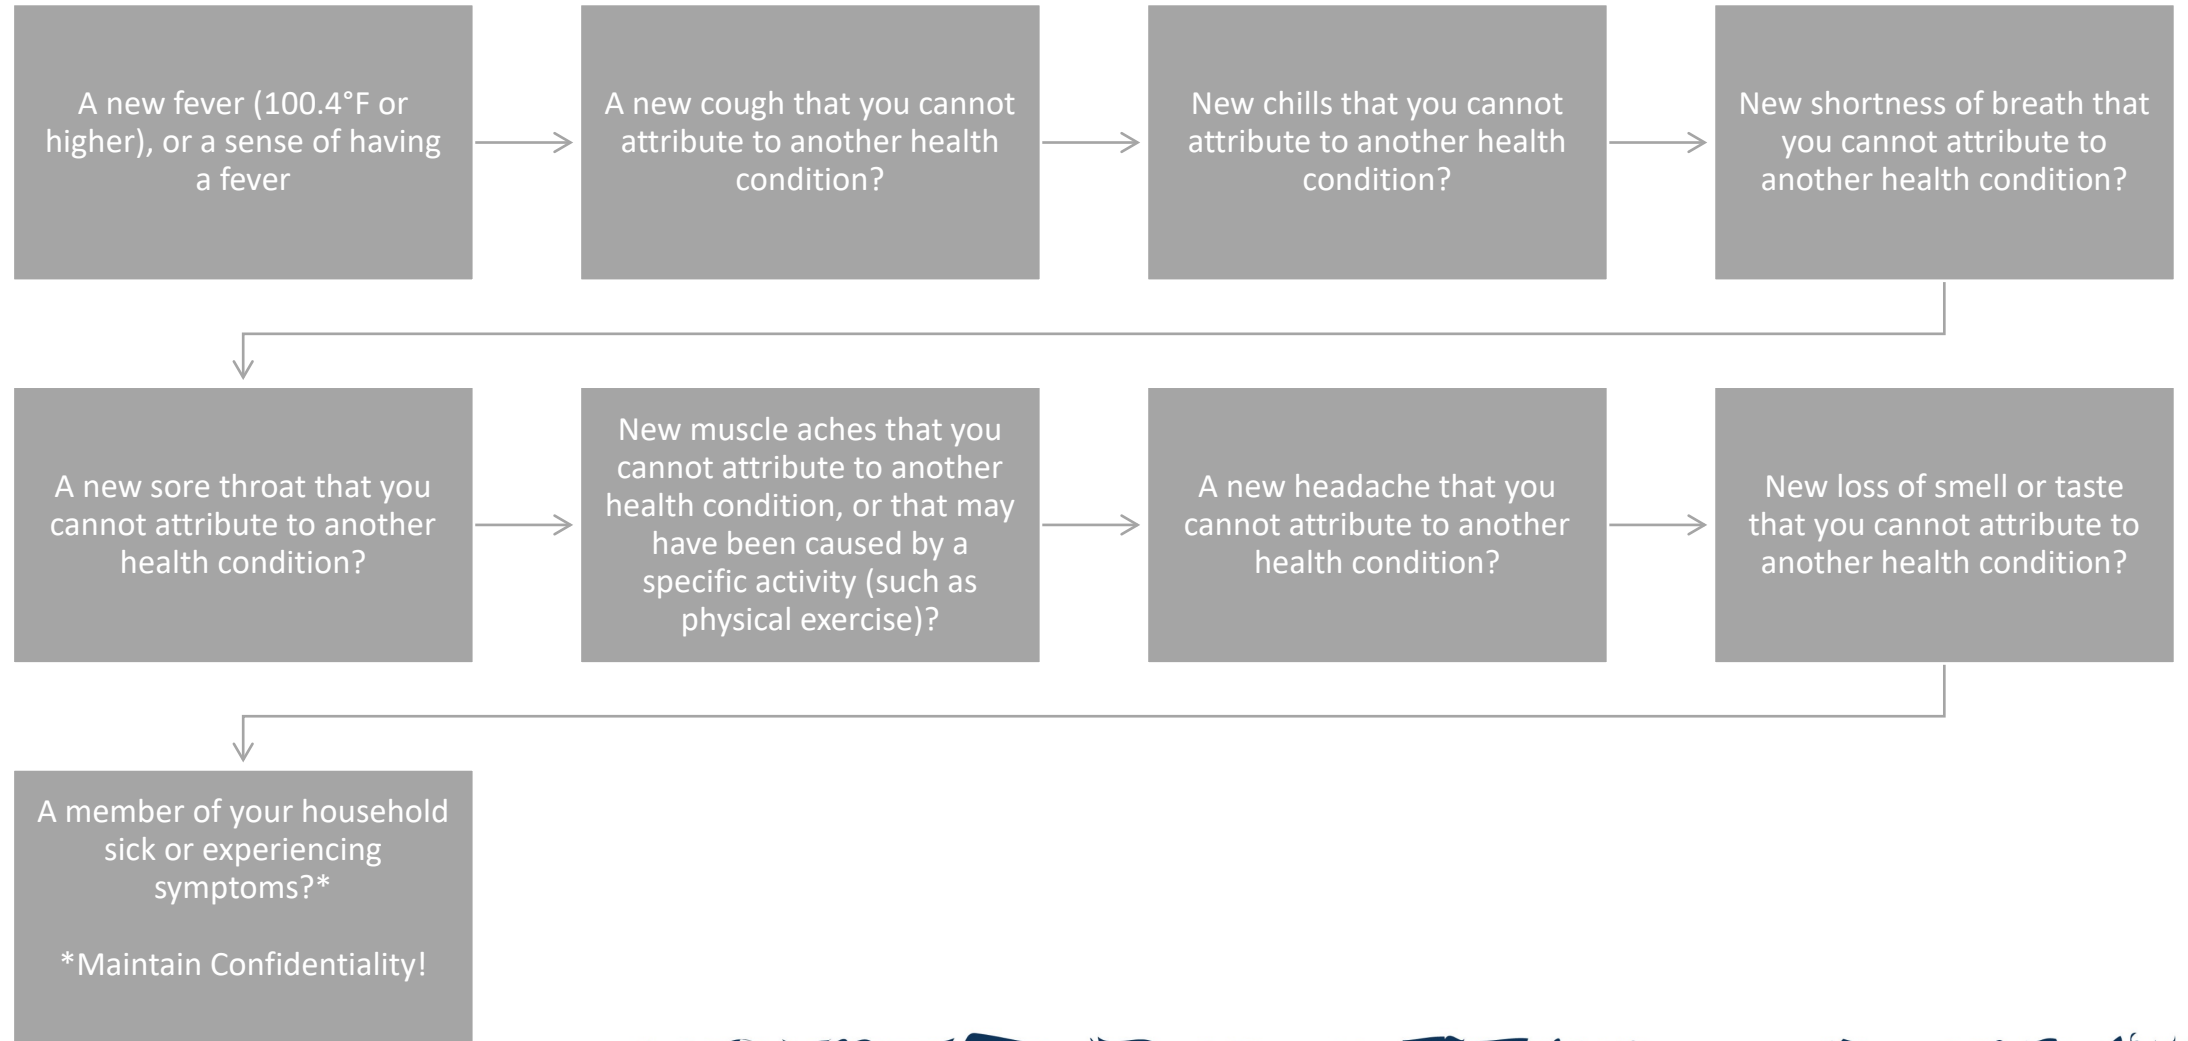 A new fever (100.4°F or
higher), or a sense of having
a fever
A new cough that you cannot
attribute to another health
condition?
New chills that you cannot
attribute to another health
condition?
New shortness of breath that
you cannot attribute to
another health condition?
A new sore throat that you
cannot attribute to another
health condition?
New muscle aches that you
cannot attribute to another
health condition, or that may
have been caused by a
specific activity (such as
physical exercise)?
A new headache that you
cannot attribute to another
health condition?
New loss of smell or taste
that you cannot attribute to
another health condition?
A member of your household
sick or experiencing
symptoms?*
*Maintain Confidentiality!